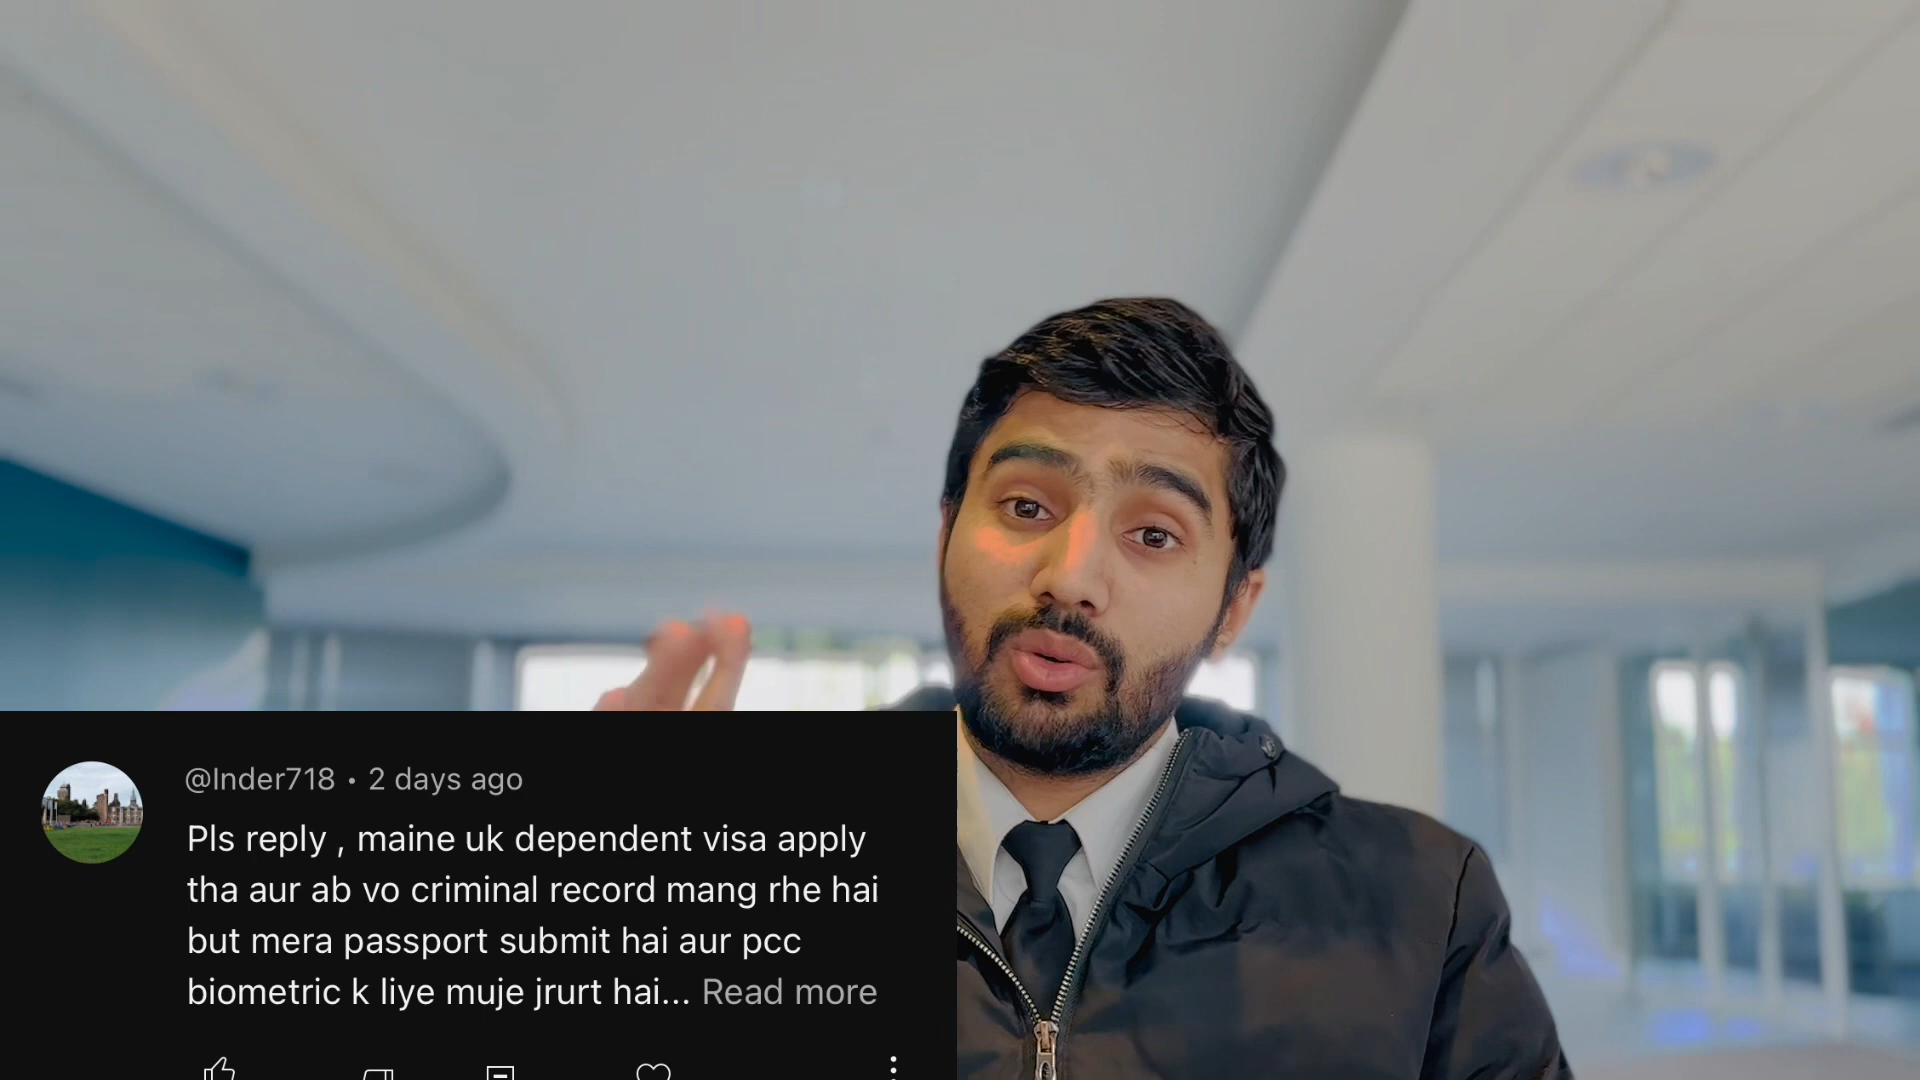 @Inder718 • 2 days ago
Pls reply , maine uk dependent visa apply
tha aur ab vo criminal record mang rhe hai
but mera passport submit hai aur pcc
biometric k liye muje jrurt hai... Read more